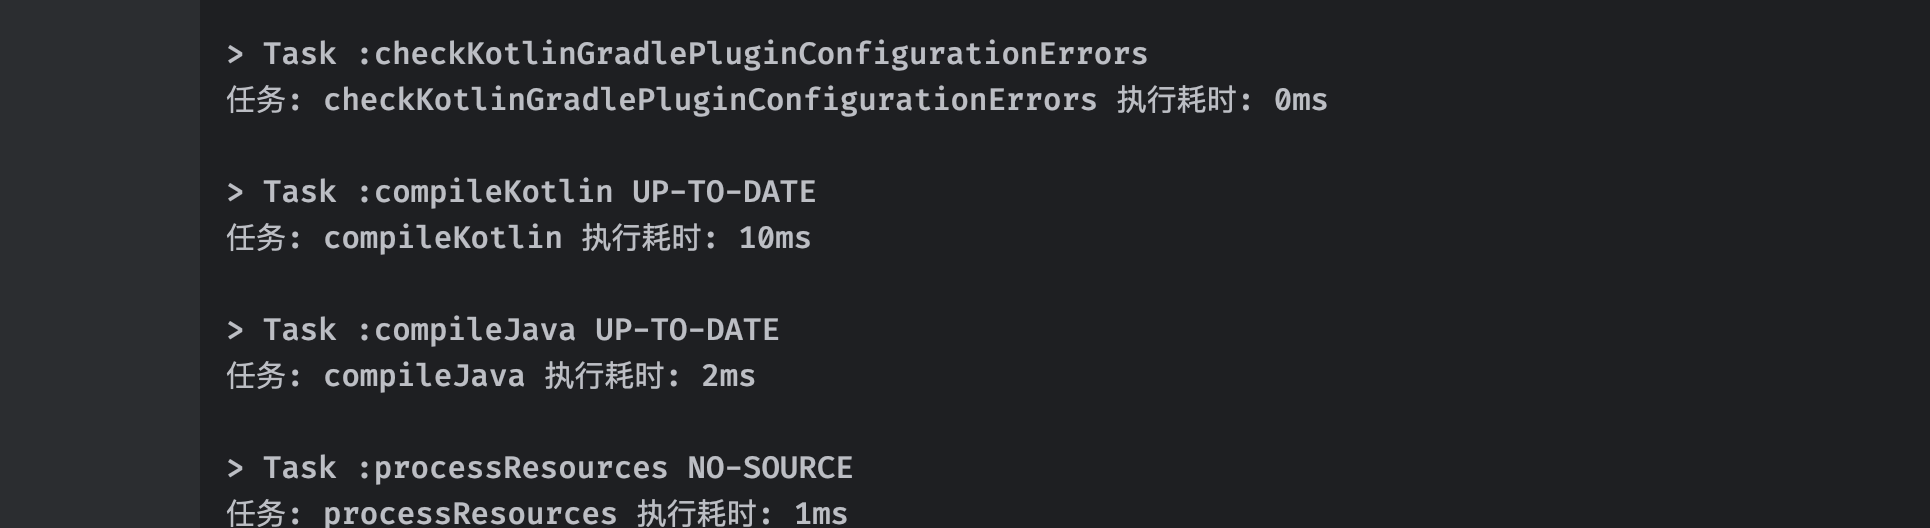 > Task :checkKotlinGradlePluginConfigurationErrors
任务: checkKotlinGradlePluginConfigurationErrors 执行耗时: 0ms
> Task :compileKotlin UP-TO-DATE
任务: compileKotlin 执行耗时: 10ms
> Task :compileJava UP-TO-DATE
任务: compileJava 执行耗时: 2ms
> Task :processResources NO-SOURCE
任务: processResources 执行耗时: 1ms